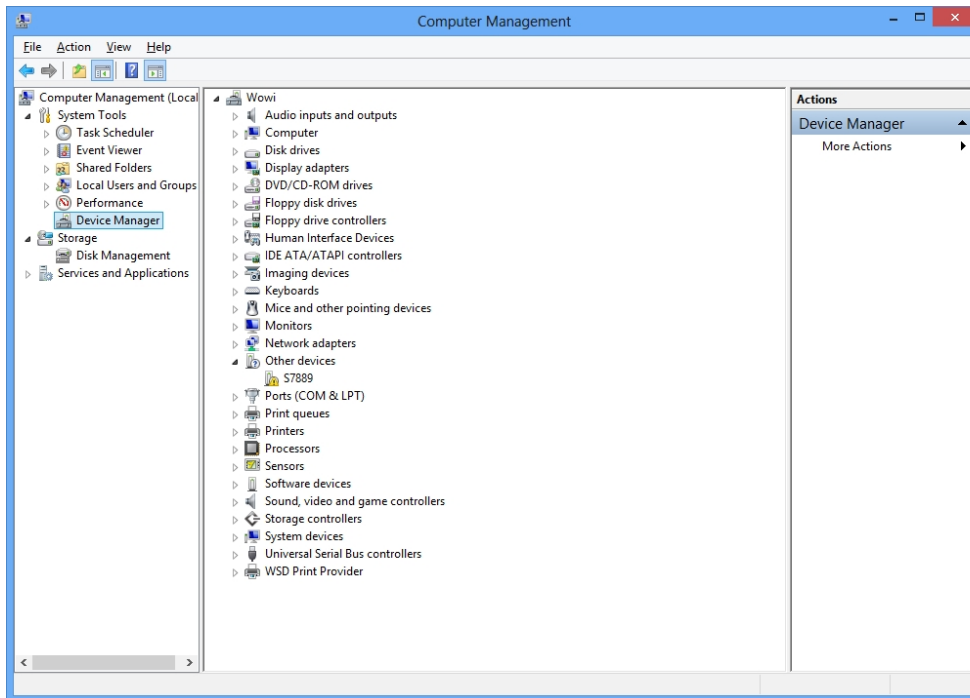 Computer Management
File Action View Help
Computer Management (Local
System Tools
Task Scheduler
Event Viewer
Shared Folders
Local Users and Groups
Performance
Device Manager
Storage
Disk Management
Services and Applications
Wowi
Audio inputs and outputs
Computer
Disk drives
Display adapters
DVD/CD-ROM drives
Floppy disk drives
Floppy drive controllers
Human Interface Devices
IDE ATA/ATAPI controllers
Imaging devices
Keyboards
Mice and other pointing devices
Monitors
Network adapters
Other devices
S7889
Ports (COM & LPT)
Print queues
Printers
Processors
Sensors
Software devices
Sound, video and game controllers
Storage controllers
System devices
Universal Serial Bus controllers
WSD Print Provider
Actions
Device Manager
More Actions